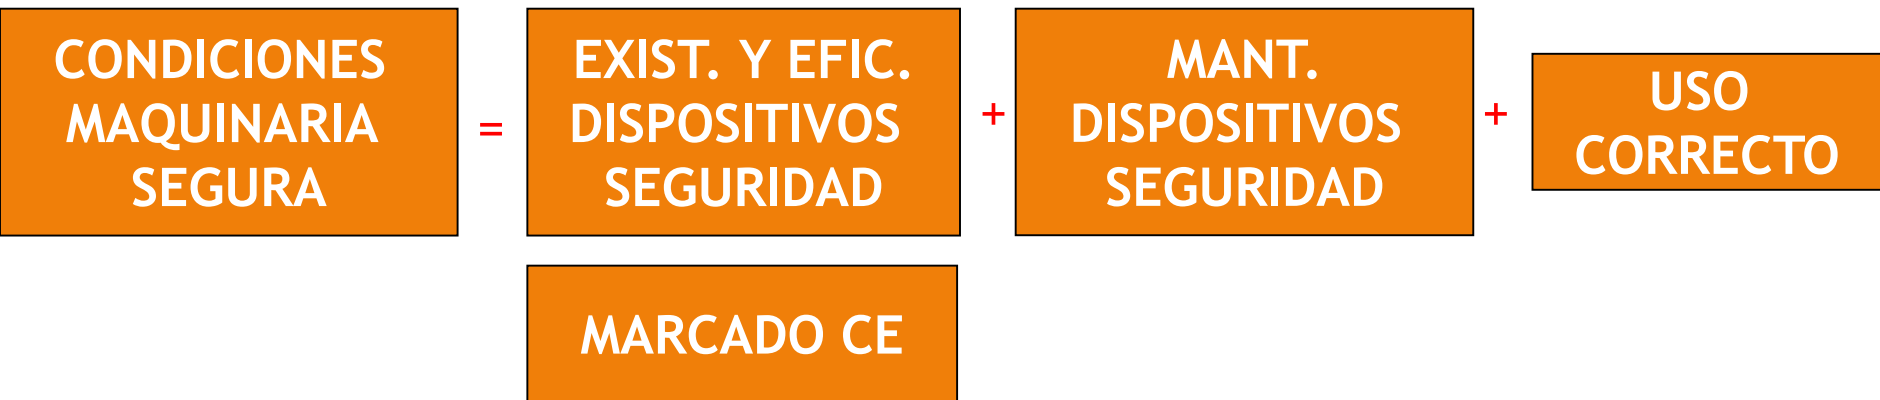 CONDICIONES
MAQUINARIA
SEGURA
=
EXIST. Y EFIC.
DISPOSITIVOS
SEGURIDAD
+
MANT.
DISPOSITIVOS
SEGURIDAD
+
USO
CORRECTO
MARCADO CE